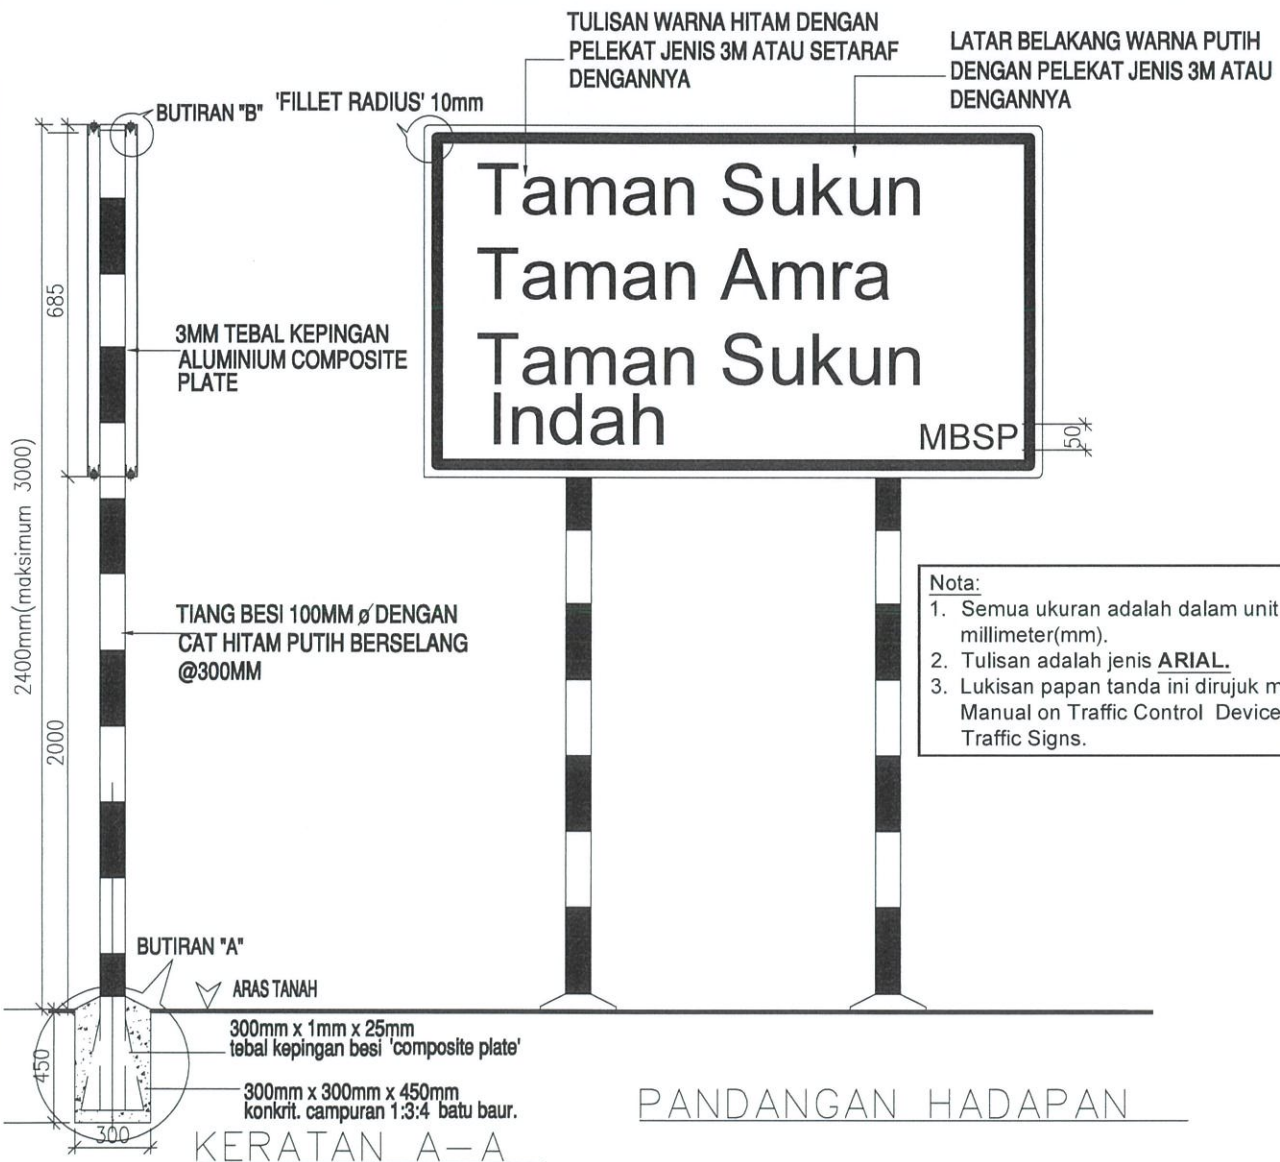 TULISAN WARNA HITAM DENGAN
PELEKAT JENIS 3M ATAU SETARAF
DENGANNYA
LATAR BELAKANG WARNA PUTIH
DENGAN PELEKAT JENIS 3M ATAU
DENGANNYA
BUTIRAN "B"
'FILLET RADIUS' 10mm
Taman Sukun
Taman Amra
Taman Sukun
Indah
MBSP
50
685
3MM TEBAL KEPINGAN
ALUMINIUM COMPOSITE
PLATE
2400mm(maksimum 3000)
2000
TIANG BESI 100MM ø DENGAN
CAT HITAM PUTIH BERSELANG
@300MM
Nota:
1. Semua ukuran adalah dalam unit
millimeter(mm).
2. Tulisan adalah jenis ARIAL.
3. Lukisan papan tanda ini dirujuk m
Manual on Traffic Control Device
Traffic Signs.
BUTIRAN "A"
ARAS TANAH
450
300mm x 1mm x 25mm
tebal kepingan besi 'composite plate'
300mm x 300mm x 450mm
konkrit. campuran 1:3:4 batu baur.
300
KERATAN A-A
PANDANGAN HADAPAN